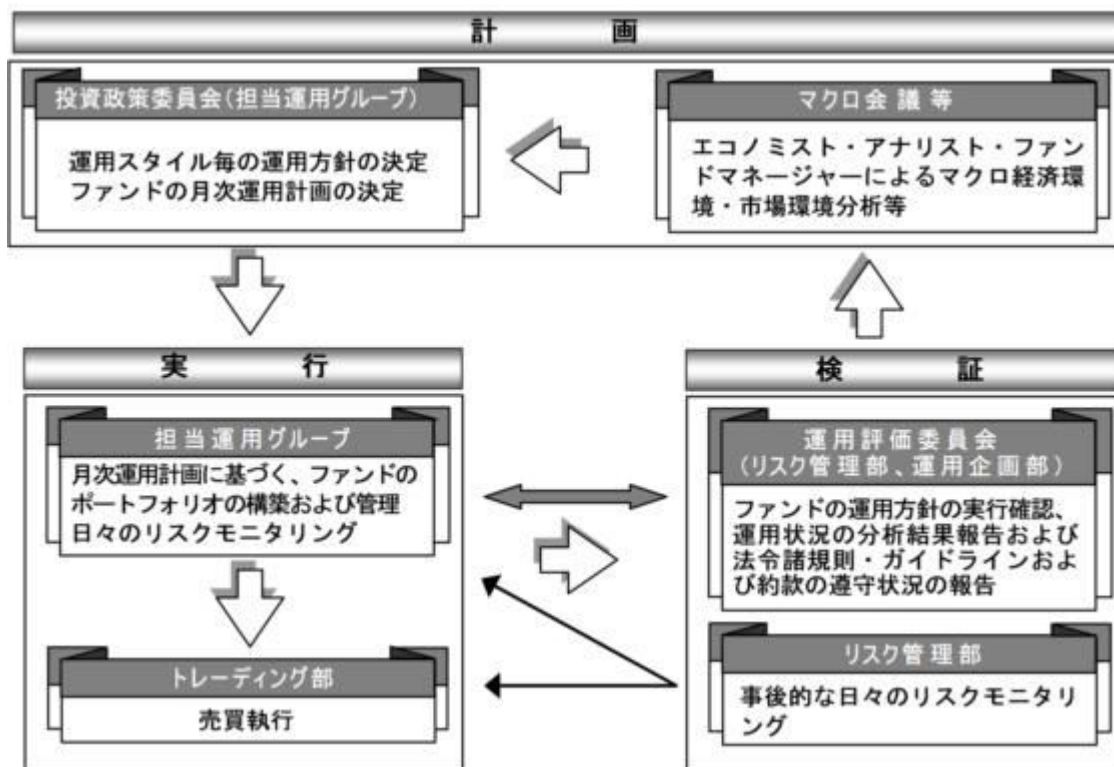 計画
投資政策委員会(担当運用グループ)
運用スタイル毎の運用方針の決定
ファンドの月次運用計画の決定
マクロ会議等
エコノミスト・アナリスト・ファン
ドマネージャーによるマクロ経済環
境・市場環境分析等
実行
担当運用グループ
月次運用計画に基づく、ファンドの
ポートフォリオの構築および管理
日々のリスクモニタリング
トレーディング部
売買執行
検証
運用評価委員会
(リスク管理部、運用企画部)
ファンドの運用方針の実行確認、
運用状況の分析結果報告および
法令諸規則・ガイドラインおよ
び約款の遵守状況の報告
リスク管理部
事後的な日々のリスクモニタリ
ング